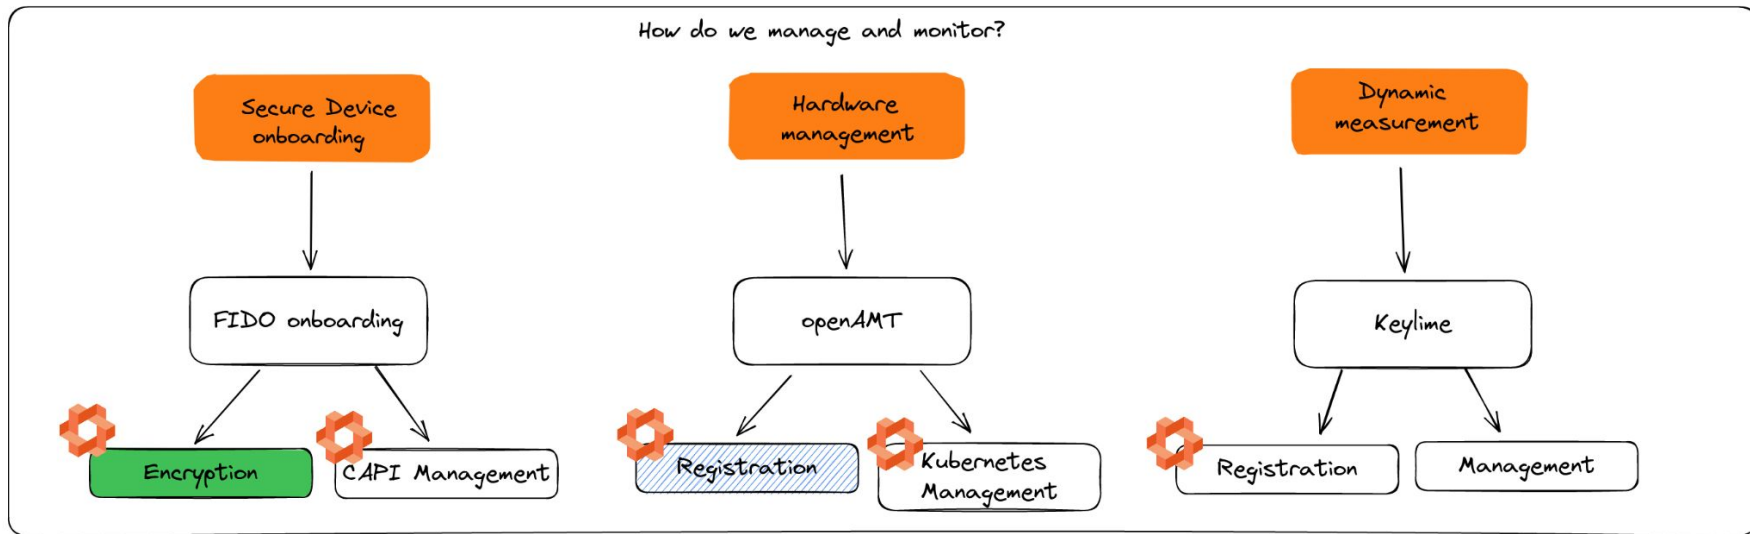 How do we manage and monitor?
Secure Device
onboarding
Hardware
management
Dynamic
measurement
FIDO onboarding
openAMT
Keylime
Encryption
CAPI Management
Registration
Kubernetes
Management
Registration
Management